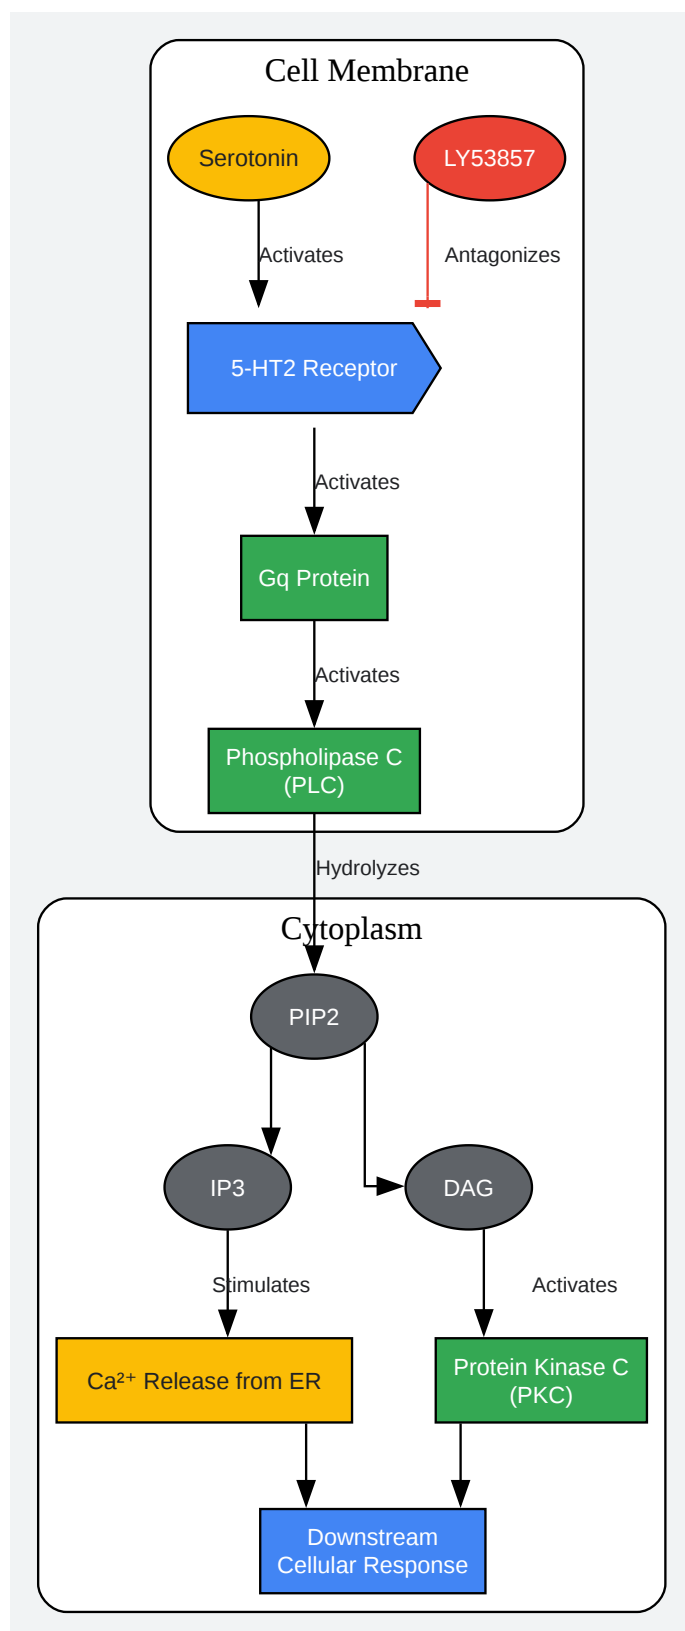 Cell Membrane
Serotonin
LY53857
Activates
Antagonizes
5-HT2 Receptor
Activates
Gq Protein
Activates
Phospholipase C
(PLC)
Hydrolyzes
Cytoplasm
PIP2
IP3
DAG
Stimulates
Activates
Ca²⁺ Release from ER
Protein Kinase C
(PKC)
Downstream
Cellular Response